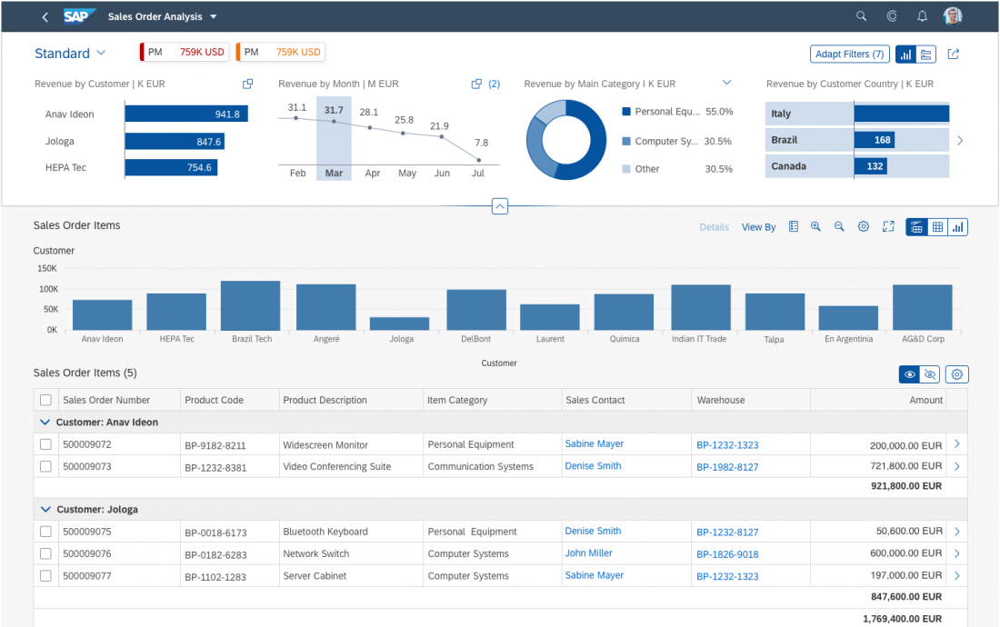 SAP Sales Order Analysis
Standard
PM 759K USD
PM 759K USD
Adapt Filters (7)
Revenue by Customer | K EUR
Anav Ideon 941.8
Jologa 847.6
HEPA Tec 754.6
Revenue by Month | M EUR (2)
31.1 31.7 28.1 25.8 21.9 7.8
Feb Mar Apr May Jun Jul
Revenue by Main Category I K EUR
Personal Equ... 55.0%
Computer Sy... 30.5%
Other 30.5%
Revenue by Customer Country | K EUR
Italy
Brazil 168
Canada 132
Sales Order Items
Details View By
Customer
150K
100K
50K
0K
Anav Ideon HEPA Tec Brazil Tech Angeré Jologa DelBont Laurent Quimica Indian IT Trade Talpa En Argentinia AG&D Corp
Customer
Sales Order Items (5)
Sales Order Number Product Code Product Description Item Category Sales Contact Warehouse Amount
Customer: Anav Ideon
500009072 BP-9182-8211 Widescreen Monitor Personal Equipment Sabine Mayer BP-1232-1323 200,000.00 EUR
500009073 BP-1232-8381 Video Conferencing Suite Communication Systems Denise Smith BP-1982-8127 721,800.00 EUR
921,800.00 EUR
Customer: Jologa
500009075 BP-0018-6173 Bluetooth Keyboard Personal Equipment Denise Smith BP-1232-8127 50,600.00 EUR
500009076 BP-0182-6283 Network Switch Computer Systems John Miller BP-1826-9018 600,000.00 EUR
500009077 BP-1102-1283 Server Cabinet Computer Systems Sabine Mayer BP-1232-1323 197,000.00 EUR
847,600.00 EUR
1,769,400.00 EUR